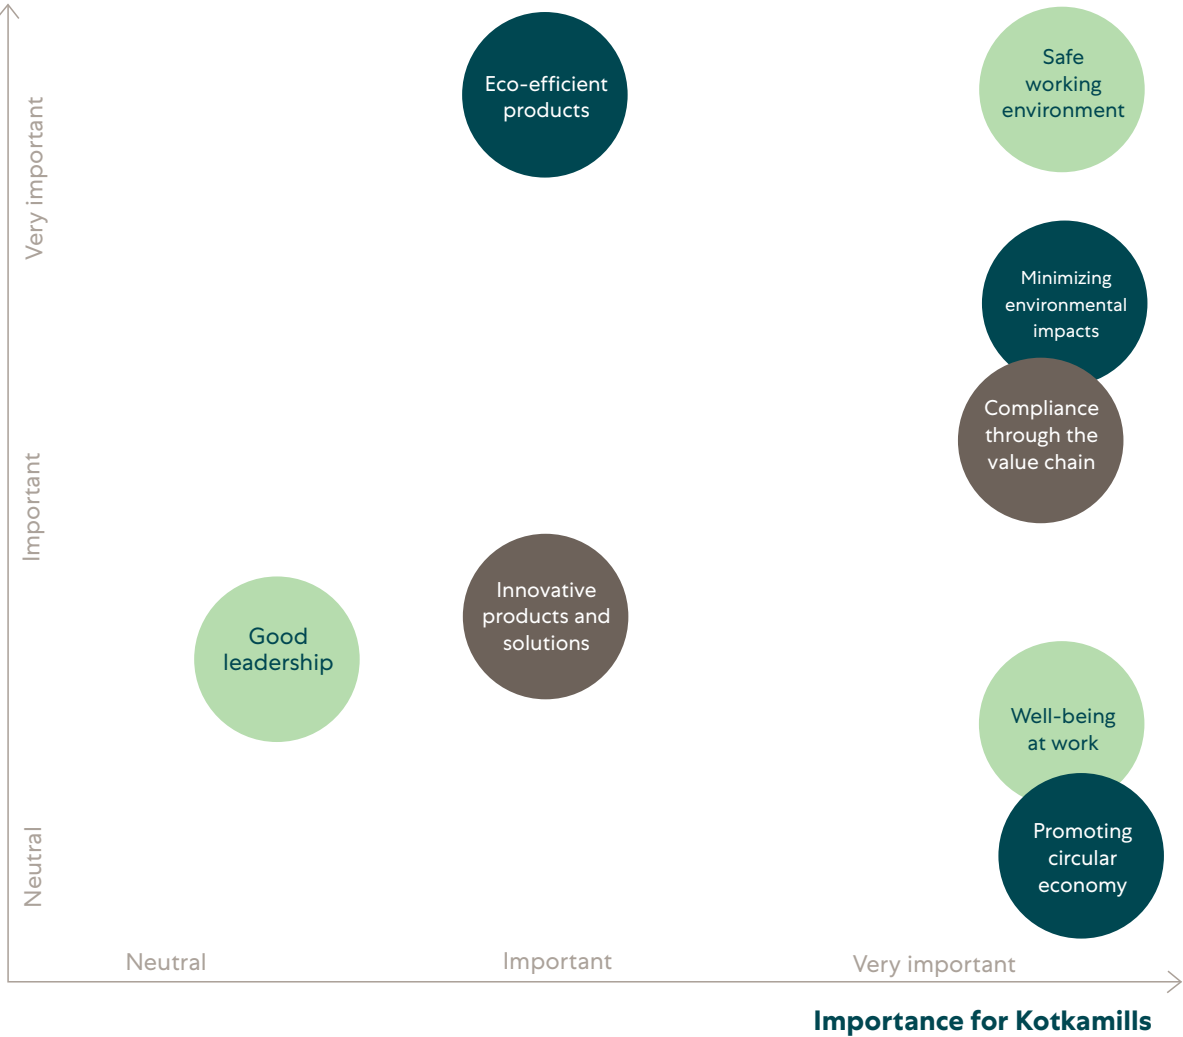 Very important
Important
Neutral
Eco-efficient
products
Safe
working
environment
Minimizing
environmental
impacts
Compliance
through the
value chain
Innovative
products and
solutions
Good
leadership
Well-being
at work
Promoting
circular
economy
Neutral
Important
Very important
Importance for Kotkamills